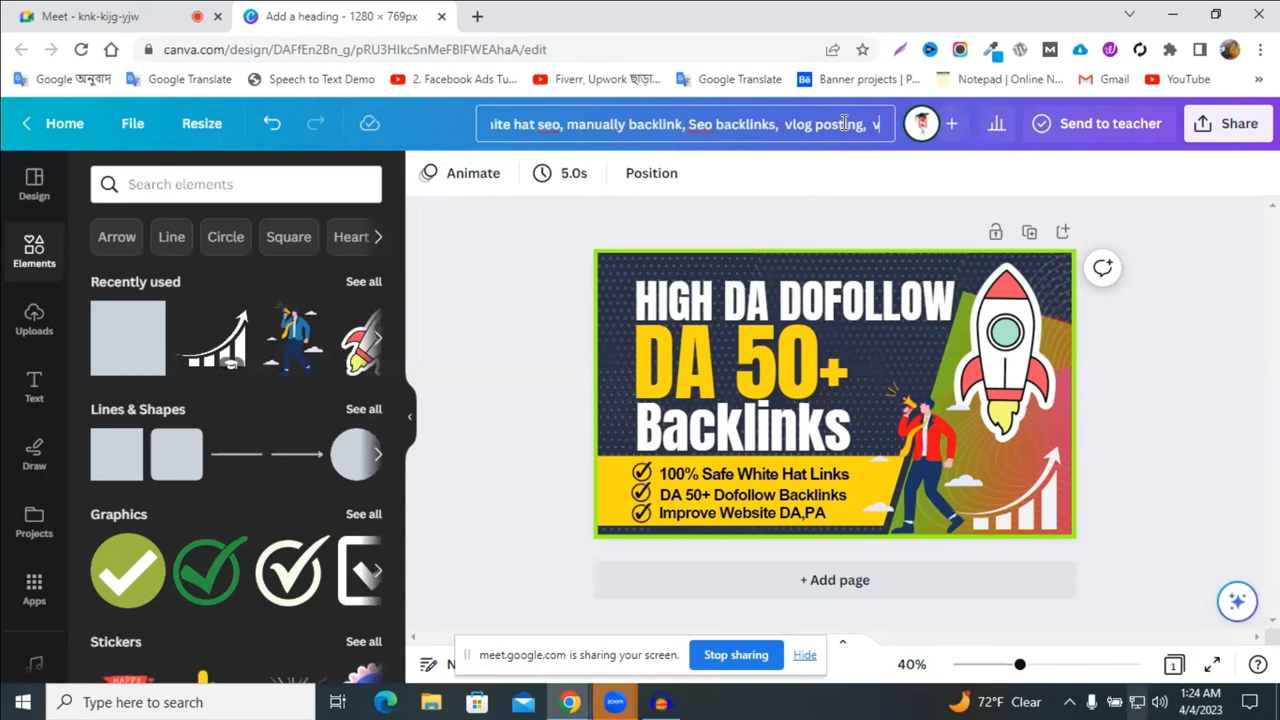 Meet - knk-kijg-yjw
Add a heading - 1280 × 769px
canva.com/design/DAFfEn2Bn_g/pRU3HIkc5nMeFBlFWEAhaA/edit
Google অনুবাদ
Google Translate
Speech to Text Demo
2. Facebook Ads Tu...
Fiverr, Upwork ছাড়া...
Google Translate
Banner projects | P...
Notepad | Online N...
Gmail
YouTube
Home
File
Resize
hat seo, manually backlink, Seo backlinks, vlog posting, v
Send to teacher
Share
Design
Elements
Uploads
Text
Draw
Projects
Apps
Search elements
Arrow
Line
Circle
Square
Heart
Recently used
See all
Lines & Shapes
See all
Graphics
See all
Stickers
See all
Animate
5.0s
Position
HIGH DA DOFOLLOW
DA 50+
Backlinks
100% Safe White Hat Links
DA 50+ Dofollow Backlinks
Improve Website DA,PA
+ Add page
meet.google.com is sharing your screen.
Stop sharing
Hide
40%
1
Type here to search
zoom
72°F Clear
1:24 AM
4/4/2023